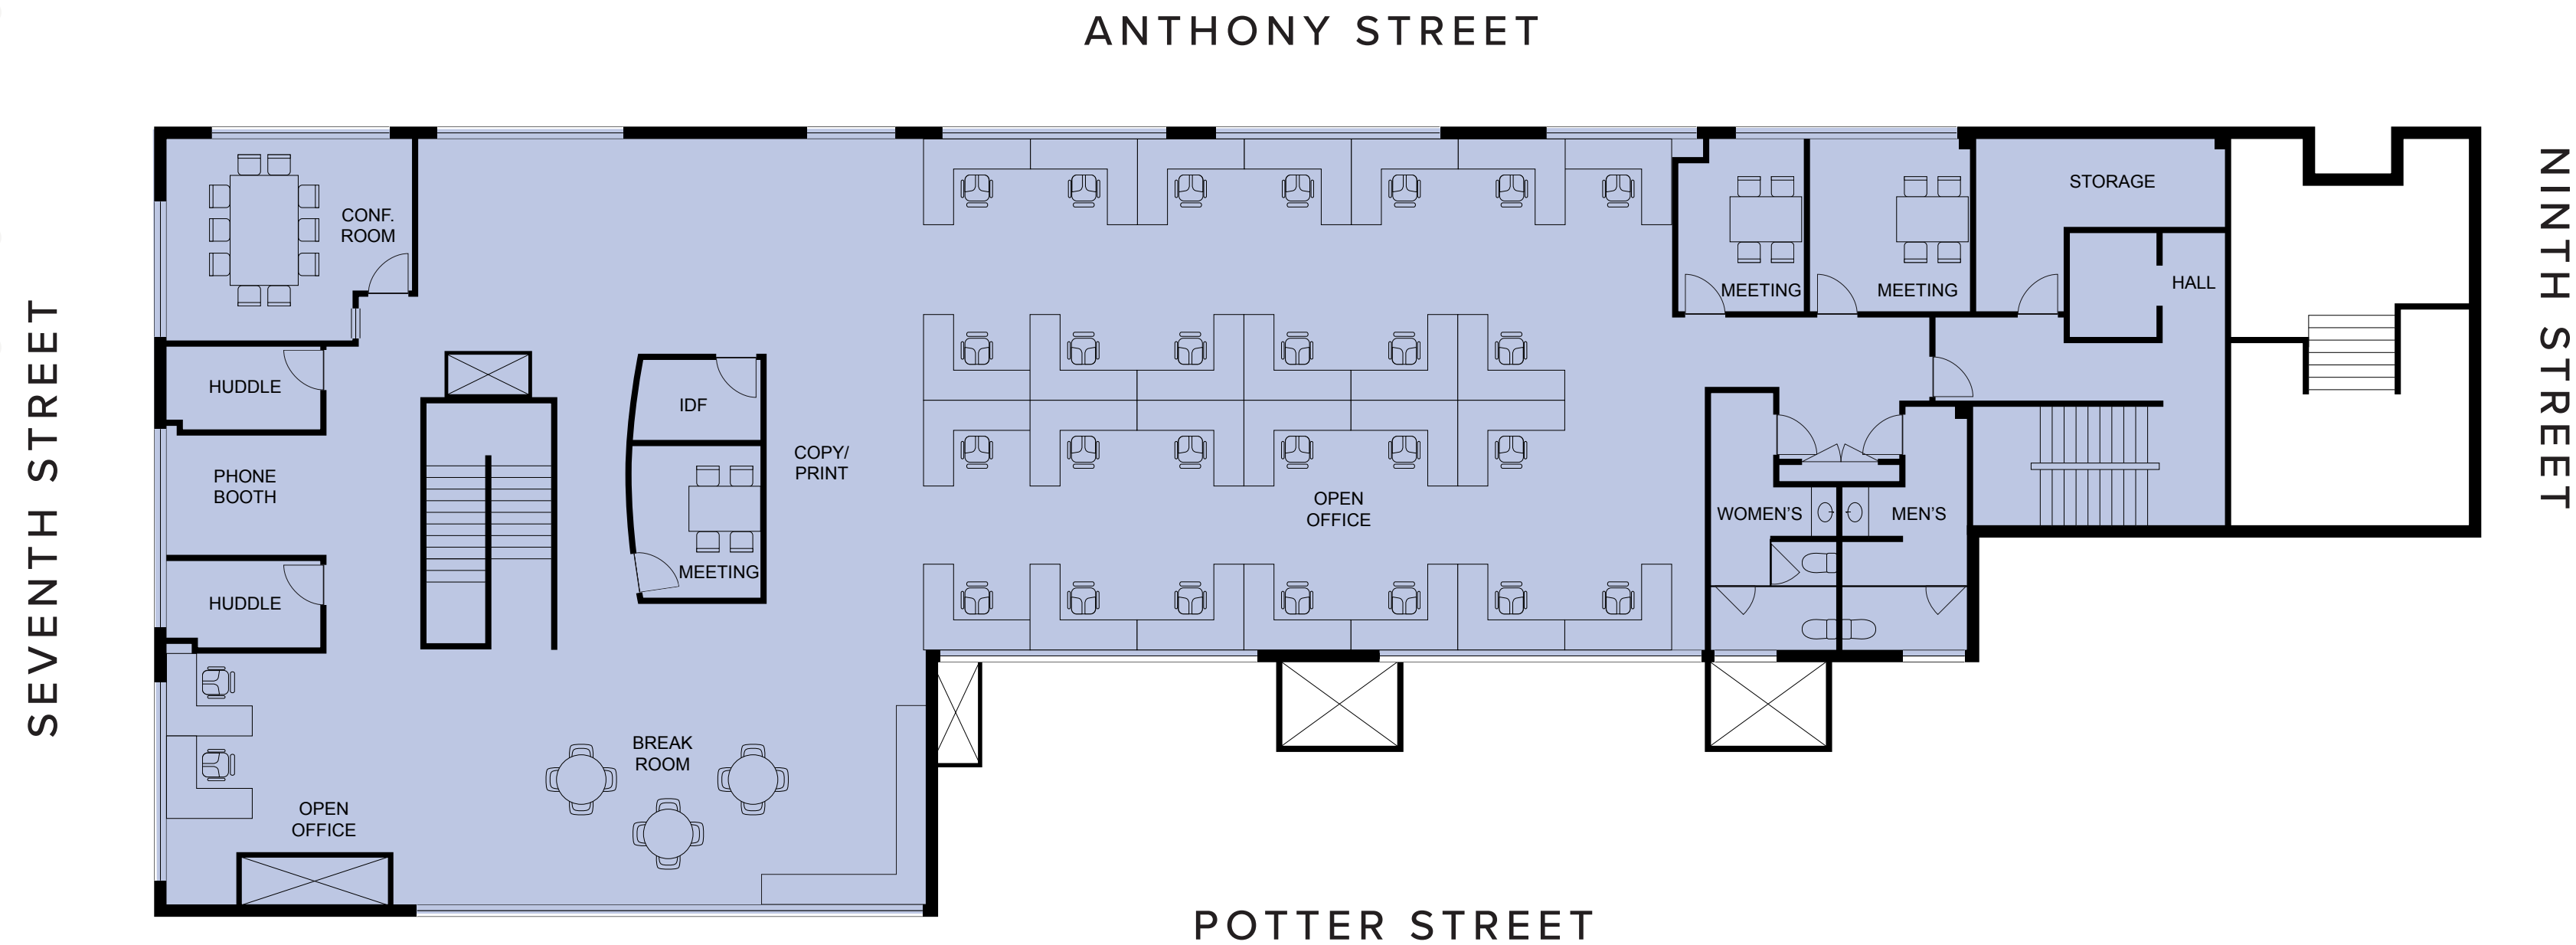 ANTHONY STREET
SEVENTH STREET
NINTH STREET
CONF.
ROOM
STORAGE
HALL
MEETING
MEETING
HUDDLE
IDF
COPY/
PRINT
PHONE
BOOTH
OPEN
OFFICE
WOMEN'S
MEN'S
MEETING
HUDDLE
BREAK
ROOM
OPEN
OFFICE
POTTER STREET